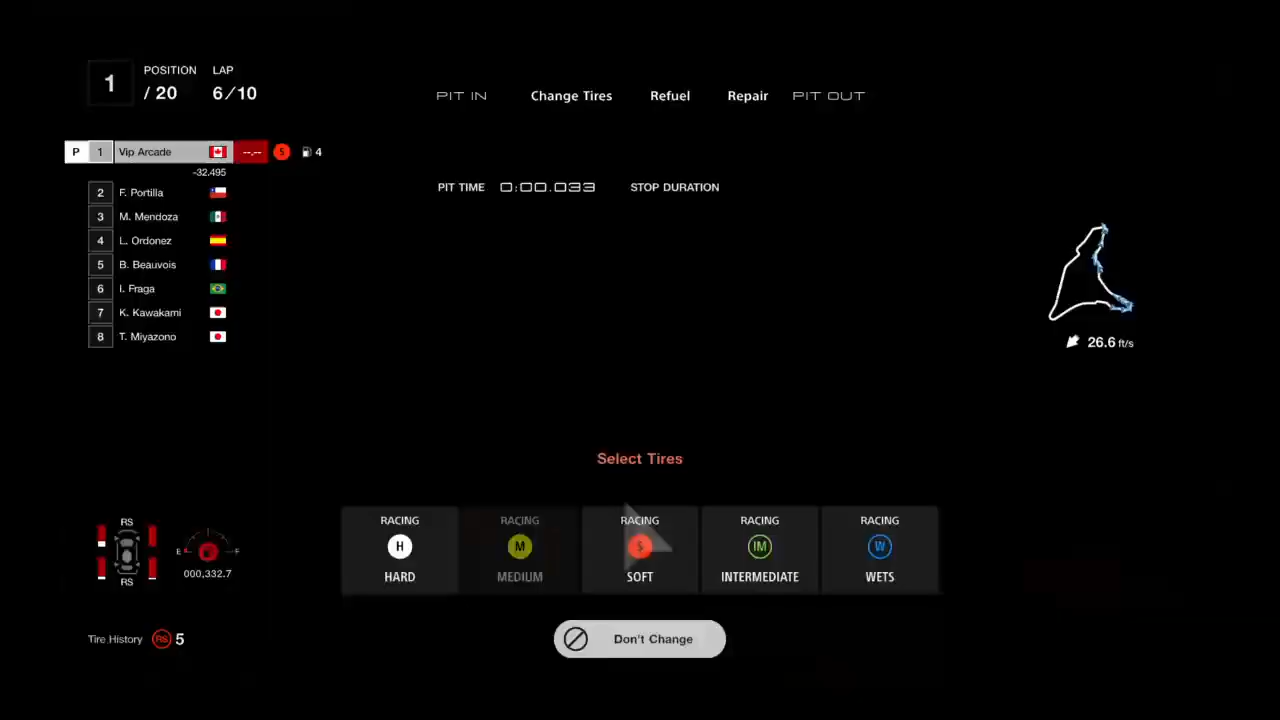 1
POSITION
/ 20
LAP
6/10
PIT IN
Change Tires
Refuel
Repair
PIT OUT
P 1 Vip Arcade --.-- S 4
-32.495
2 F. Portilla
3 M. Mendoza
4 L. Ordonez
5 B. Beauvois
6 I. Fraga
7 K. Kawakami
8 T. Miyazono
PIT TIME 0:00.033 STOP DURATION
26.6 ft/s
Select Tires
RACING
H
HARD
RACING
M
MEDIUM
RACING
S
SOFT
RACING
IM
INTERMEDIATE
RACING
W
WETS
RS
RS
E F
000,332.7
Tire History RS 5
Don't Change